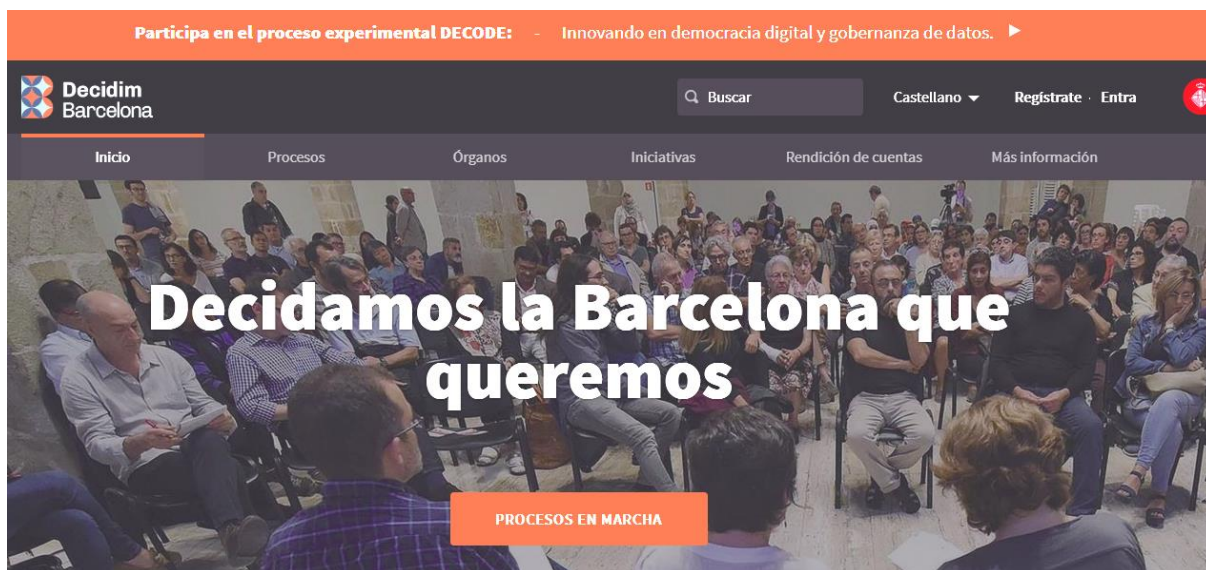 Participa en el proceso experimental DECODE: - Innovando en democracia digital y gobernanza de datos.
Decidim
Barcelona
Buscar
Castellano
Regístrate · Entra
Inicio
Procesos
Órganos
Iniciativas
Rendición de cuentas
Más información
Decidamos la Barcelona que
queremos
PROCESOS EN MARCHA